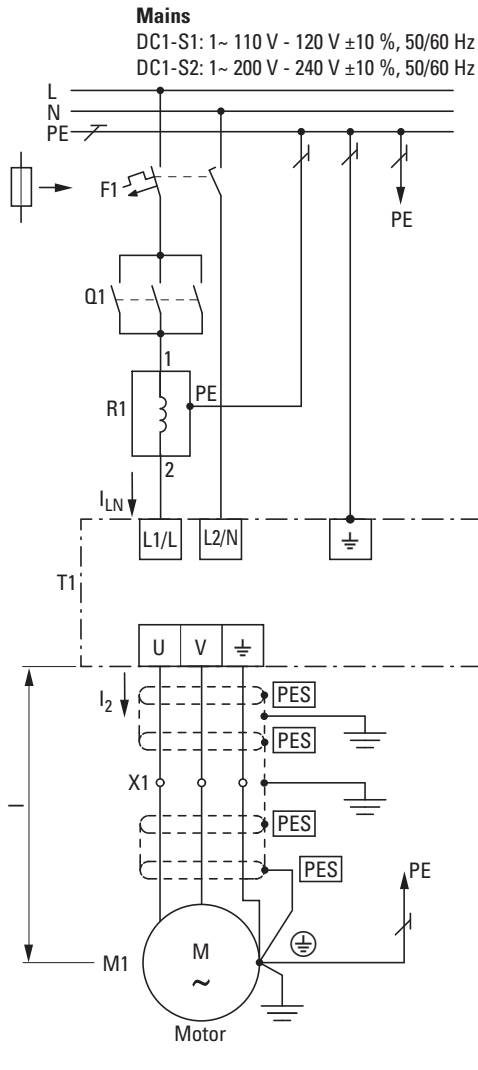 Mains
DC1-S1: 1~ 110 V - 120 V ±10 %, 50/60 Hz
DC1-S2: 1~ 200 V - 240 V ±10 %, 50/60 Hz
L
N
PE
F1
PE
Q1
1
R1
PE
2
ILN
L1/L
L2/N
T1
U
V
I2
PES
PES
X1
l
PES
PES
PE
M1
M
~
Motor